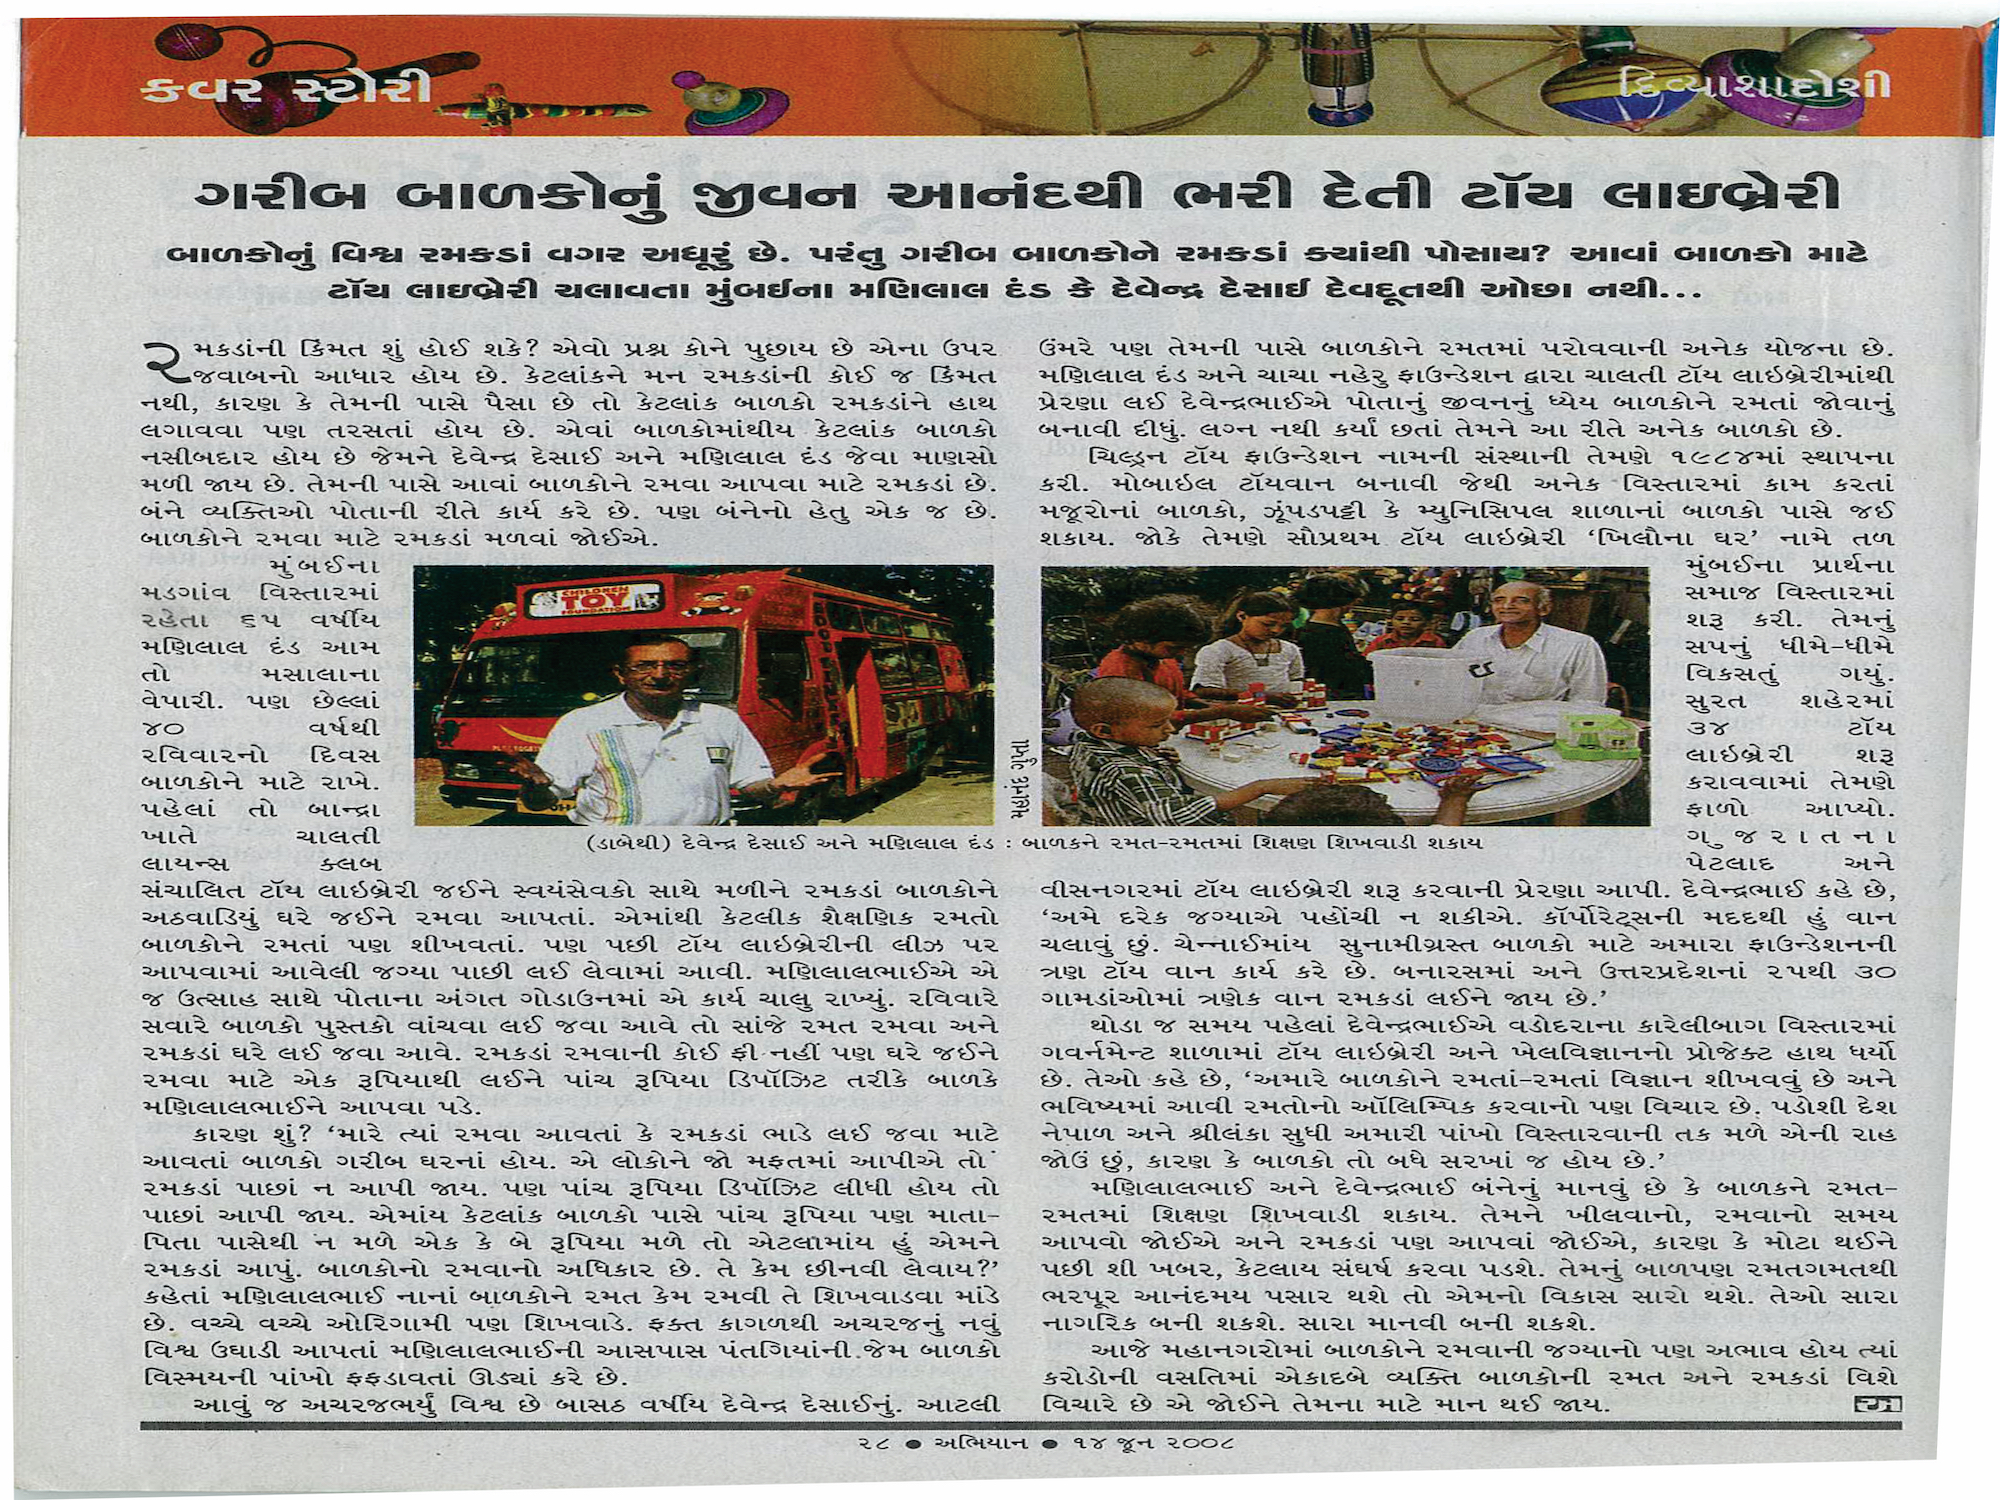 કવર સ્ટોરી
દિવ્યાશા દોશી
ગરીબ બાળકોનું જીવન આનંદથી ભરી દેતી ટૉય લાઇબ્રેરી
બાળકોનું વિશ્વ રમકડાં વગર અધૂરું છે. પરંતુ ગરીબ બાળકોને રમકડાં ક્યાંથી પોસાય? આવાં બાળકો માટે
ટૉય લાઇબ્રેરી ચલાવતા મુંબઈના મણિલાલ દંડ કે દેવેન્દ્ર દેસાઈ દેવદૂતથી ઓછા નથી...
રમકડાંની કિંમત શું હોઈ શકે? એવો પ્રશ્ન કોને પુછાય છે એના ઉપર
જવાબનો આધાર હોય છે. કેટલાંકને મન રમકડાંની કોઈ જ કિંમત
નથી, કારણ કે તેમની પાસે પૈસા છે તો કેટલાંક બાળકો રમકડાંને હાથ
લગાવવા પણ તરસતાં હોય છે. એવાં બાળકોમાંથીય કેટલાંક બાળકો
નસીબદાર હોય છે જેમને દેવેન્દ્ર દેસાઈ અને મણિલાલ દંડ જેવા માણસો
મળી જાય છે. તેમની પાસે આવાં બાળકોને રમવા આપવા માટે રમકડાં છે.
બંને વ્યક્તિઓ પોતાની રીતે કાર્ય કરે છે. પણ બંનેનો હેતુ એક જ છે.
બાળકોને રમવા માટે રમકડાં મળવાં જોઈએ.
મુંબઈના
મડગાંવ વિસ્તારમાં
રહેતા ૬૫ વર્ષીય
મણિલાલ દંડ આમ
તો મસાલાના
વેપારી. પણ છેલ્લાં
૪૦ વર્ષથી
રવિવારનો દિવસ
બાળકોને માટે રાખે.
પહેલાં તો બાન્દ્રા
ખાતે ચાલતી
લાયન્સ ક્લબ
સંચાલિત ટૉય લાઇબ્રેરી જઈને સ્વયંસેવકો સાથે મળીને રમકડાં બાળકોને
અઠવાડિયું ઘરે જઈને રમવા આપતાં. એમાંથી કેટલીક શૈક્ષણિક રમતો
બાળકોને રમતાં પણ શીખવતાં. પણ પછી ટૉય લાઇબ્રેરીની લીઝ પર
આપવામાં આવેલી જગ્યા પાછી લઈ લેવામાં આવી. મણિલાલભાઈએ એ
જ ઉત્સાહ સાથે પોતાના અંગત ગોડાઉનમાં એ કાર્ય ચાલુ રાખ્યું. રવિવારે
સવારે બાળકો પુસ્તકો વાંચવા લઈ જવા આવે તો સાંજે રમત રમવા અને
રમકડાં ઘરે લઈ જવા આવે. રમકડાં રમવાની કોઈ ફી નહીં પણ ઘરે જઈને
રમવા માટે એક રૂપિયાથી લઈને પાંચ રૂપિયા ડિપૉઝિટ તરીકે બાળકે
મણિલાલભાઈને આપવા પડે.
કારણ શું? ‘મારે ત્યાં રમવા આવતાં કે રમકડાં ભાડે લઈ જવા માટે
આવતાં બાળકો ગરીબ ઘરનાં હોય. એ લોકોને જો મફતમાં આપીએ તો
રમકડાં પાછાં ન આપી જાય. પણ પાંચ રૂપિયા ડિપૉઝિટ લીધી હોય તો
પાછાં આપી જાય. એમાંય કેટલાંક બાળકો પાસે પાંચ રૂપિયા પણ માતા-
પિતા પાસેથી ન મળે એક કે બે રૂપિયા મળે તો એટલામાંય હું એમને
રમકડાં આપું. બાળકોનો રમવાનો અધિકાર છે. તે કેમ છીનવી લેવાય?’
કહેતાં મણિલાલભાઈ નાનાં બાળકોને રમત કેમ રમવી તે શિખવાડવા માંડે
છે. વચ્ચે વચ્ચે ઓરિગામી પણ શિખવાડે. ફક્ત કાગળથી અચરજનું નવું
વિશ્વ ઉઘાડી આપતાં મણિલાલભાઈની આસપાસ પંતગિયાંની જેમ બાળકો
વિસ્મયની પાંખો ફફડાવતાં ઊડ્યાં કરે છે.
આવું જ અચરજભર્યું વિશ્વ છે બાસઠ વર્ષીય દેવેન્દ્ર દેસાઈનું. આટલી
ઉંમરે પણ તેમની પાસે બાળકોને રમતમાં પરોવવાની અનેક યોજના છે.
મણિલાલ દંડ અને ચાચા નહેરુ ફાઉન્ડેશન દ્વારા ચાલતી ટૉય લાઇબ્રેરીમાંથી
પ્રેરણા લઈ દેવેન્દ્રભાઈએ પોતાનું જીવનનું ધ્યેય બાળકોને રમતાં જોવાનું
બનાવી દીધું. લગ્ન નથી કર્યાં છતાં તેમને આ રીતે અનેક બાળકો છે.
ચિલ્ડ્રન ટૉય ફાઉન્ડેશન નામની સંસ્થાની તેમણે ૧૯૮૪માં સ્થાપના
કરી. મોબાઇલ ટૉયવાન બનાવી જેથી અનેક વિસ્તારમાં કામ કરતાં
મજૂરોનાં બાળકો, ઝૂંપડપટ્ટી કે મ્યુનિસિપલ શાળાનાં બાળકો પાસે જઈ
શકાય. જોકે તેમણે સૌપ્રથમ ટૉય લાઇબ્રેરી ‘ખિલૌના ઘર’ નામે તળ
મુંબઈના પ્રાર્થના
સમાજ વિસ્તારમાં
શરૂ કરી. તેમનું
સપનું ધીમે-ધીમે
વિકસતું ગયું.
સુરત શહેરમાં
૩૪ ટૉય
લાઇબ્રેરી શરૂ
કરાવવામાં તેમણે
ફાળો આપ્યો.
ગુજરાતના
પેટલાદ અને
વીસનગરમાં ટૉય લાઇબ્રેરી શરૂ કરવાની પ્રેરણા આપી. દેવેન્દ્રભાઈ કહે છે,
‘અમે દરેક જગ્યાએ પહોંચી ન શકીએ. કૉર્પોરેટ્સની મદદથી હું વાન
ચલાવું છું. ચેન્નાઈમાંય સુનામીગ્રસ્ત બાળકો માટે અમારા ફાઉન્ડેશનની
ત્રણ ટૉય વાન કાર્ય કરે છે. બનારસમાં અને ઉત્તરપ્રદેશનાં ૨૫થી ૩૦
ગામડાંઓમાં ત્રણેક વાન રમકડાં લઈને જાય છે.’
થોડા જ સમય પહેલાં દેવેન્દ્રભાઈએ વડોદરાના કારેલીબાગ વિસ્તારમાં
ગવર્નમેન્ટ શાળામાં ટૉય લાઇબ્રેરી અને ખેલવિજ્ઞાનનો પ્રોજેક્ટ હાથ ધર્યો
છે. તેઓ કહે છે, ‘અમારે બાળકોને રમતાં-રમતાં વિજ્ઞાન શીખવવું છે અને
ભવિષ્યમાં આવી રમતોનો ઑલિમ્પિક કરવાનો પણ વિચાર છે. પડોશી દેશ
નેપાળ અને શ્રીલંકા સુધી અમારી પાંખો વિસ્તારવાની તક મળે એની રાહ
જોઉં છું, કારણ કે બાળકો તો બધે સરખાં જ હોય છે.’
મણિલાલભાઈ અને દેવેન્દ્રભાઈ બંનેનું માનવું છે કે બાળકને રમત-
રમતમાં શિક્ષણ શિખવાડી શકાય. તેમને ખીલવાનો, રમવાનો સમય
આપવો જોઈએ અને રમકડાં પણ આપવાં જોઈએ, કારણ કે મોટા થઈને
પછી શી ખબર, કેટલાય સંઘર્ષ કરવા પડશે. તેમનું બાળપણ રમતગમતથી
ભરપૂર આનંદમય પસાર થશે તો એમનો વિકાસ સારો થશે. તેઓ સારા
નાગરિક બની શકશે. સારા માનવી બની શકશે.
આજે મહાનગરોમાં બાળકોને રમવાની જગ્યાનો પણ અભાવ હોય ત્યાં
કરોડોની વસતિમાં એકાદબે વ્યક્તિ બાળકોની રમત અને રમકડાં વિશે
વિચારે છે એ જોઈને તેમના માટે માન થઈ જાય.
CHILDREN
TOY
FOUNDATION
મહાનંદ ગુપ્તા
(ડાબેથી) દેવેન્દ્ર દેસાઈ અને મણિલાલ દંડ : બાળકને રમત-રમતમાં શિક્ષણ શિખવાડી શકાય
૨૮ ● અભિયાન ● ૧૪ જૂન ૨૦૦૮